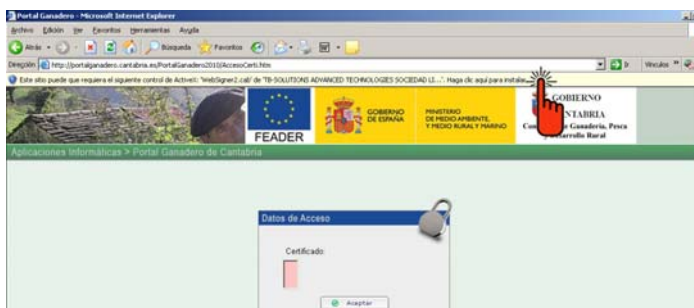 Portal Ganadero - Microsoft Internet Explorer
Archivo Edición Ver Favoritos Herramientas Ayuda
Atrás Búsqueda Favoritos
Dirección http://portalganadero.cantabria.es/PortalGanadero2010/AccesoCerti.htm Ir Vínculos »
Este sitio puede que requiera el siguiente control de ActiveX: 'WebSigner2.cab' de 'TB-SOLUTIONS ADVANCED TECHNOLOGIES SOCIEDAD LI...'. Haga clic aquí para instalar
FEADER
GOBIERNO
DE ESPAÑA
MINISTERIO
DE MEDIO AMBIENTE,
Y MEDIO RURAL Y MARINO
GOBIERNO
CANTABRIA
de Ganadería, Pesca
Desarrollo Rural
Aplicaciones Informáticas > Portal Ganadero de Cantabria
Datos de Acceso
Certificado:
Aceptar